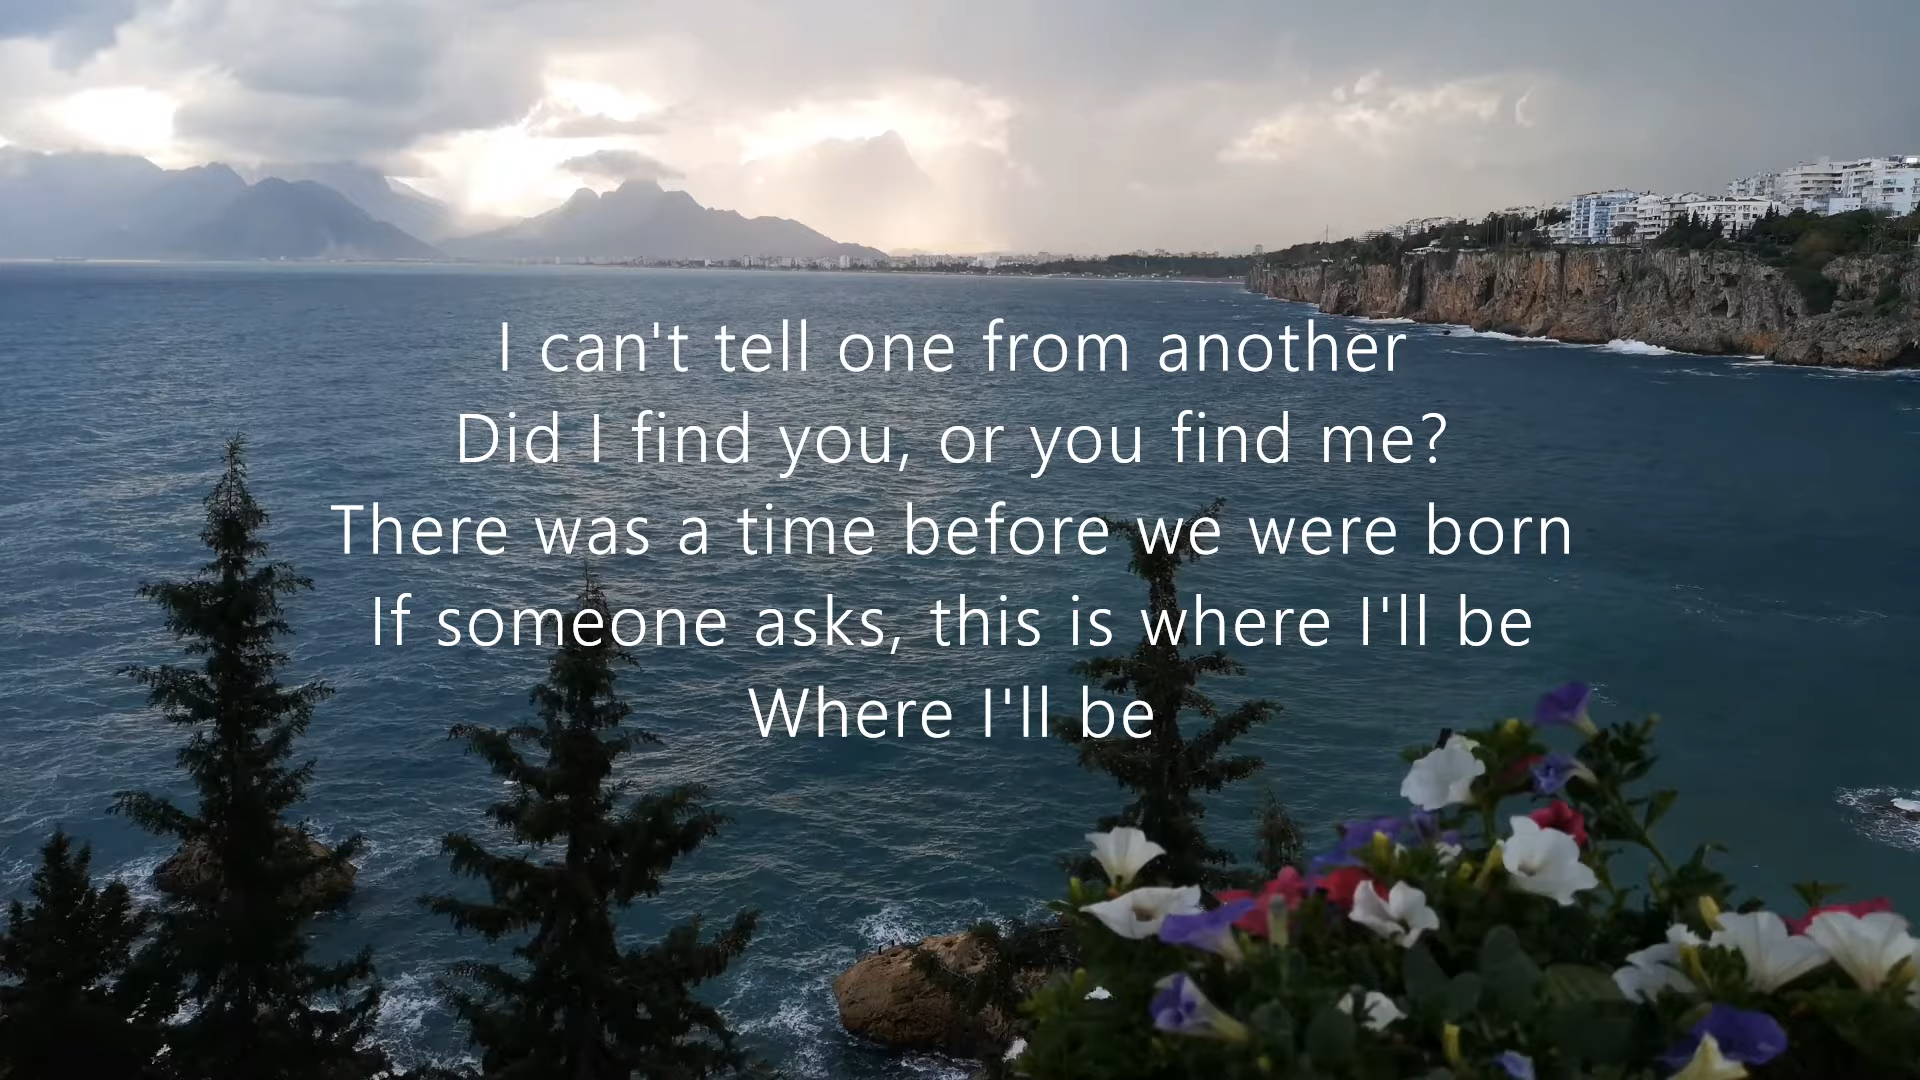 I can't tell one from another
Did I find you, or you find me?
There was a time before we were born
If someone asks, this is where I'll be
Where I'll be